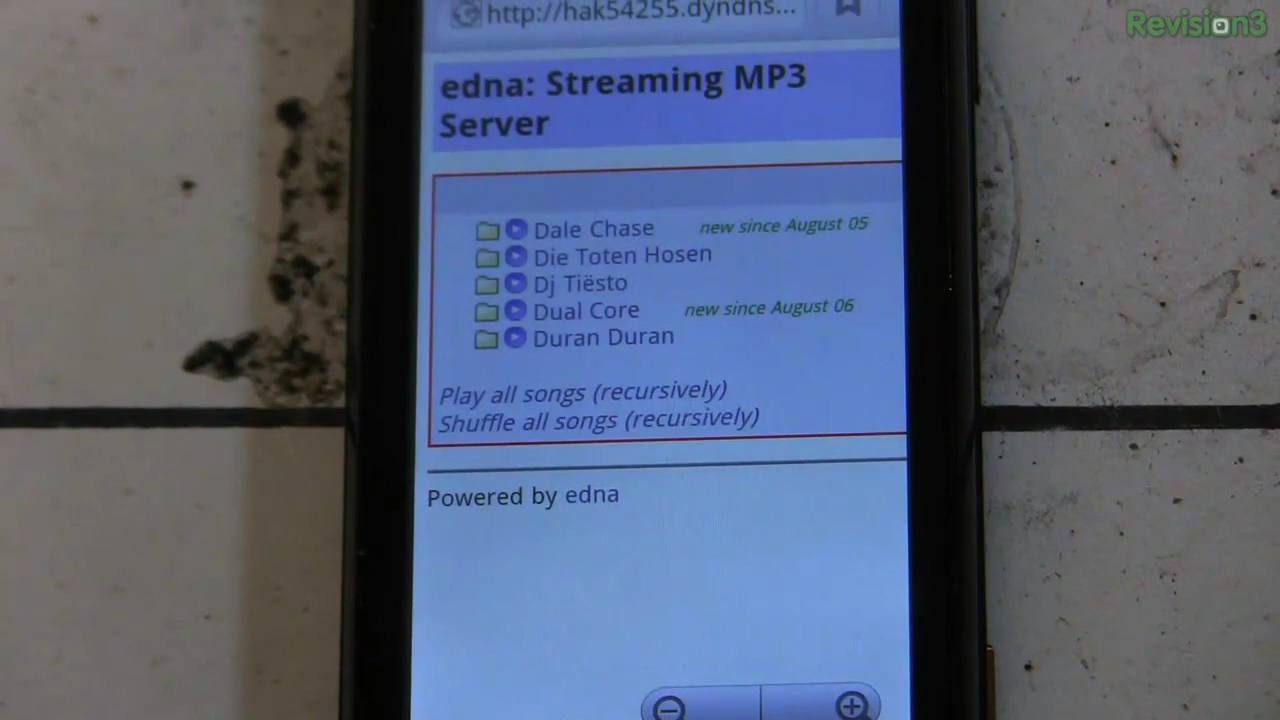 Revision3
http://hak54255.dyndns...
edna: Streaming MP3
Server
Dale Chase new since August 05
Die Toten Hosen
Dj Tiësto
Dual Core new since August 06
Duran Duran
Play all songs (recursively)
Shuffle all songs (recursively)
Powered by edna